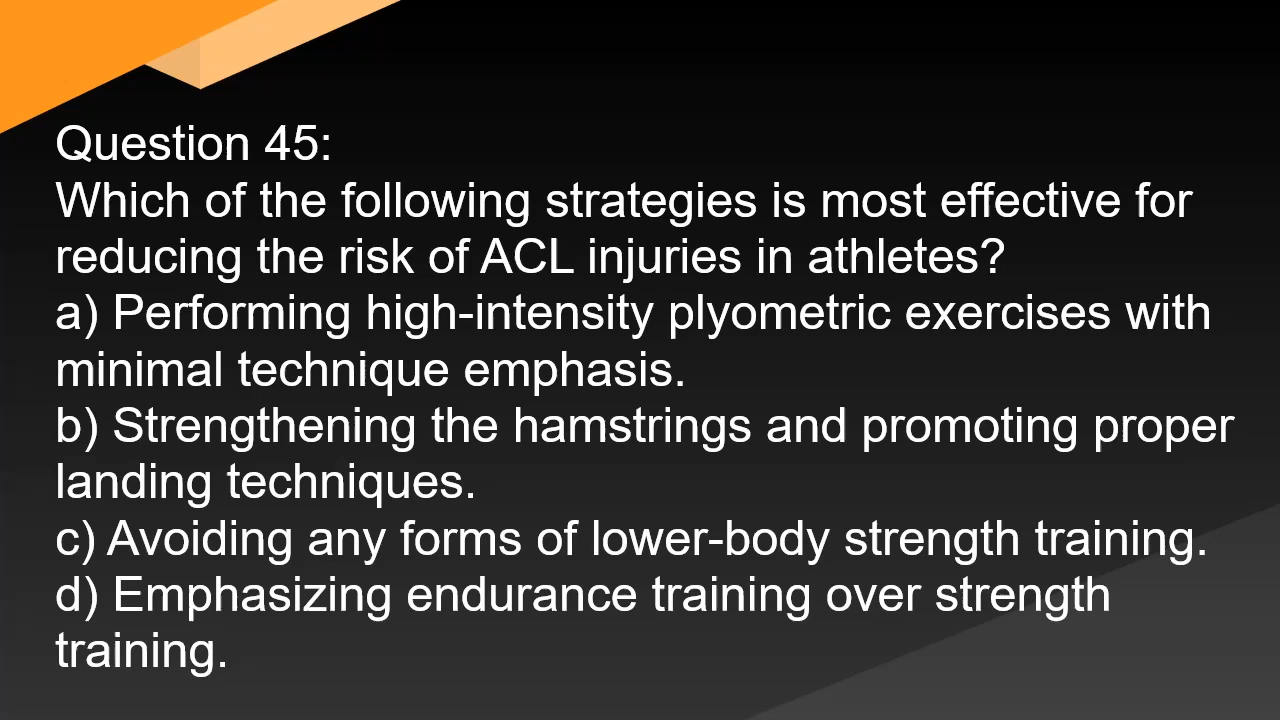 Question 45:
Which of the following strategies is most effective for
reducing the risk of ACL injuries in athletes?
a) Performing high-intensity plyometric exercises with
minimal technique emphasis.
b) Strengthening the hamstrings and promoting proper
landing techniques.
c) Avoiding any forms of lower-body strength training.
d) Emphasizing endurance training over strength
training.